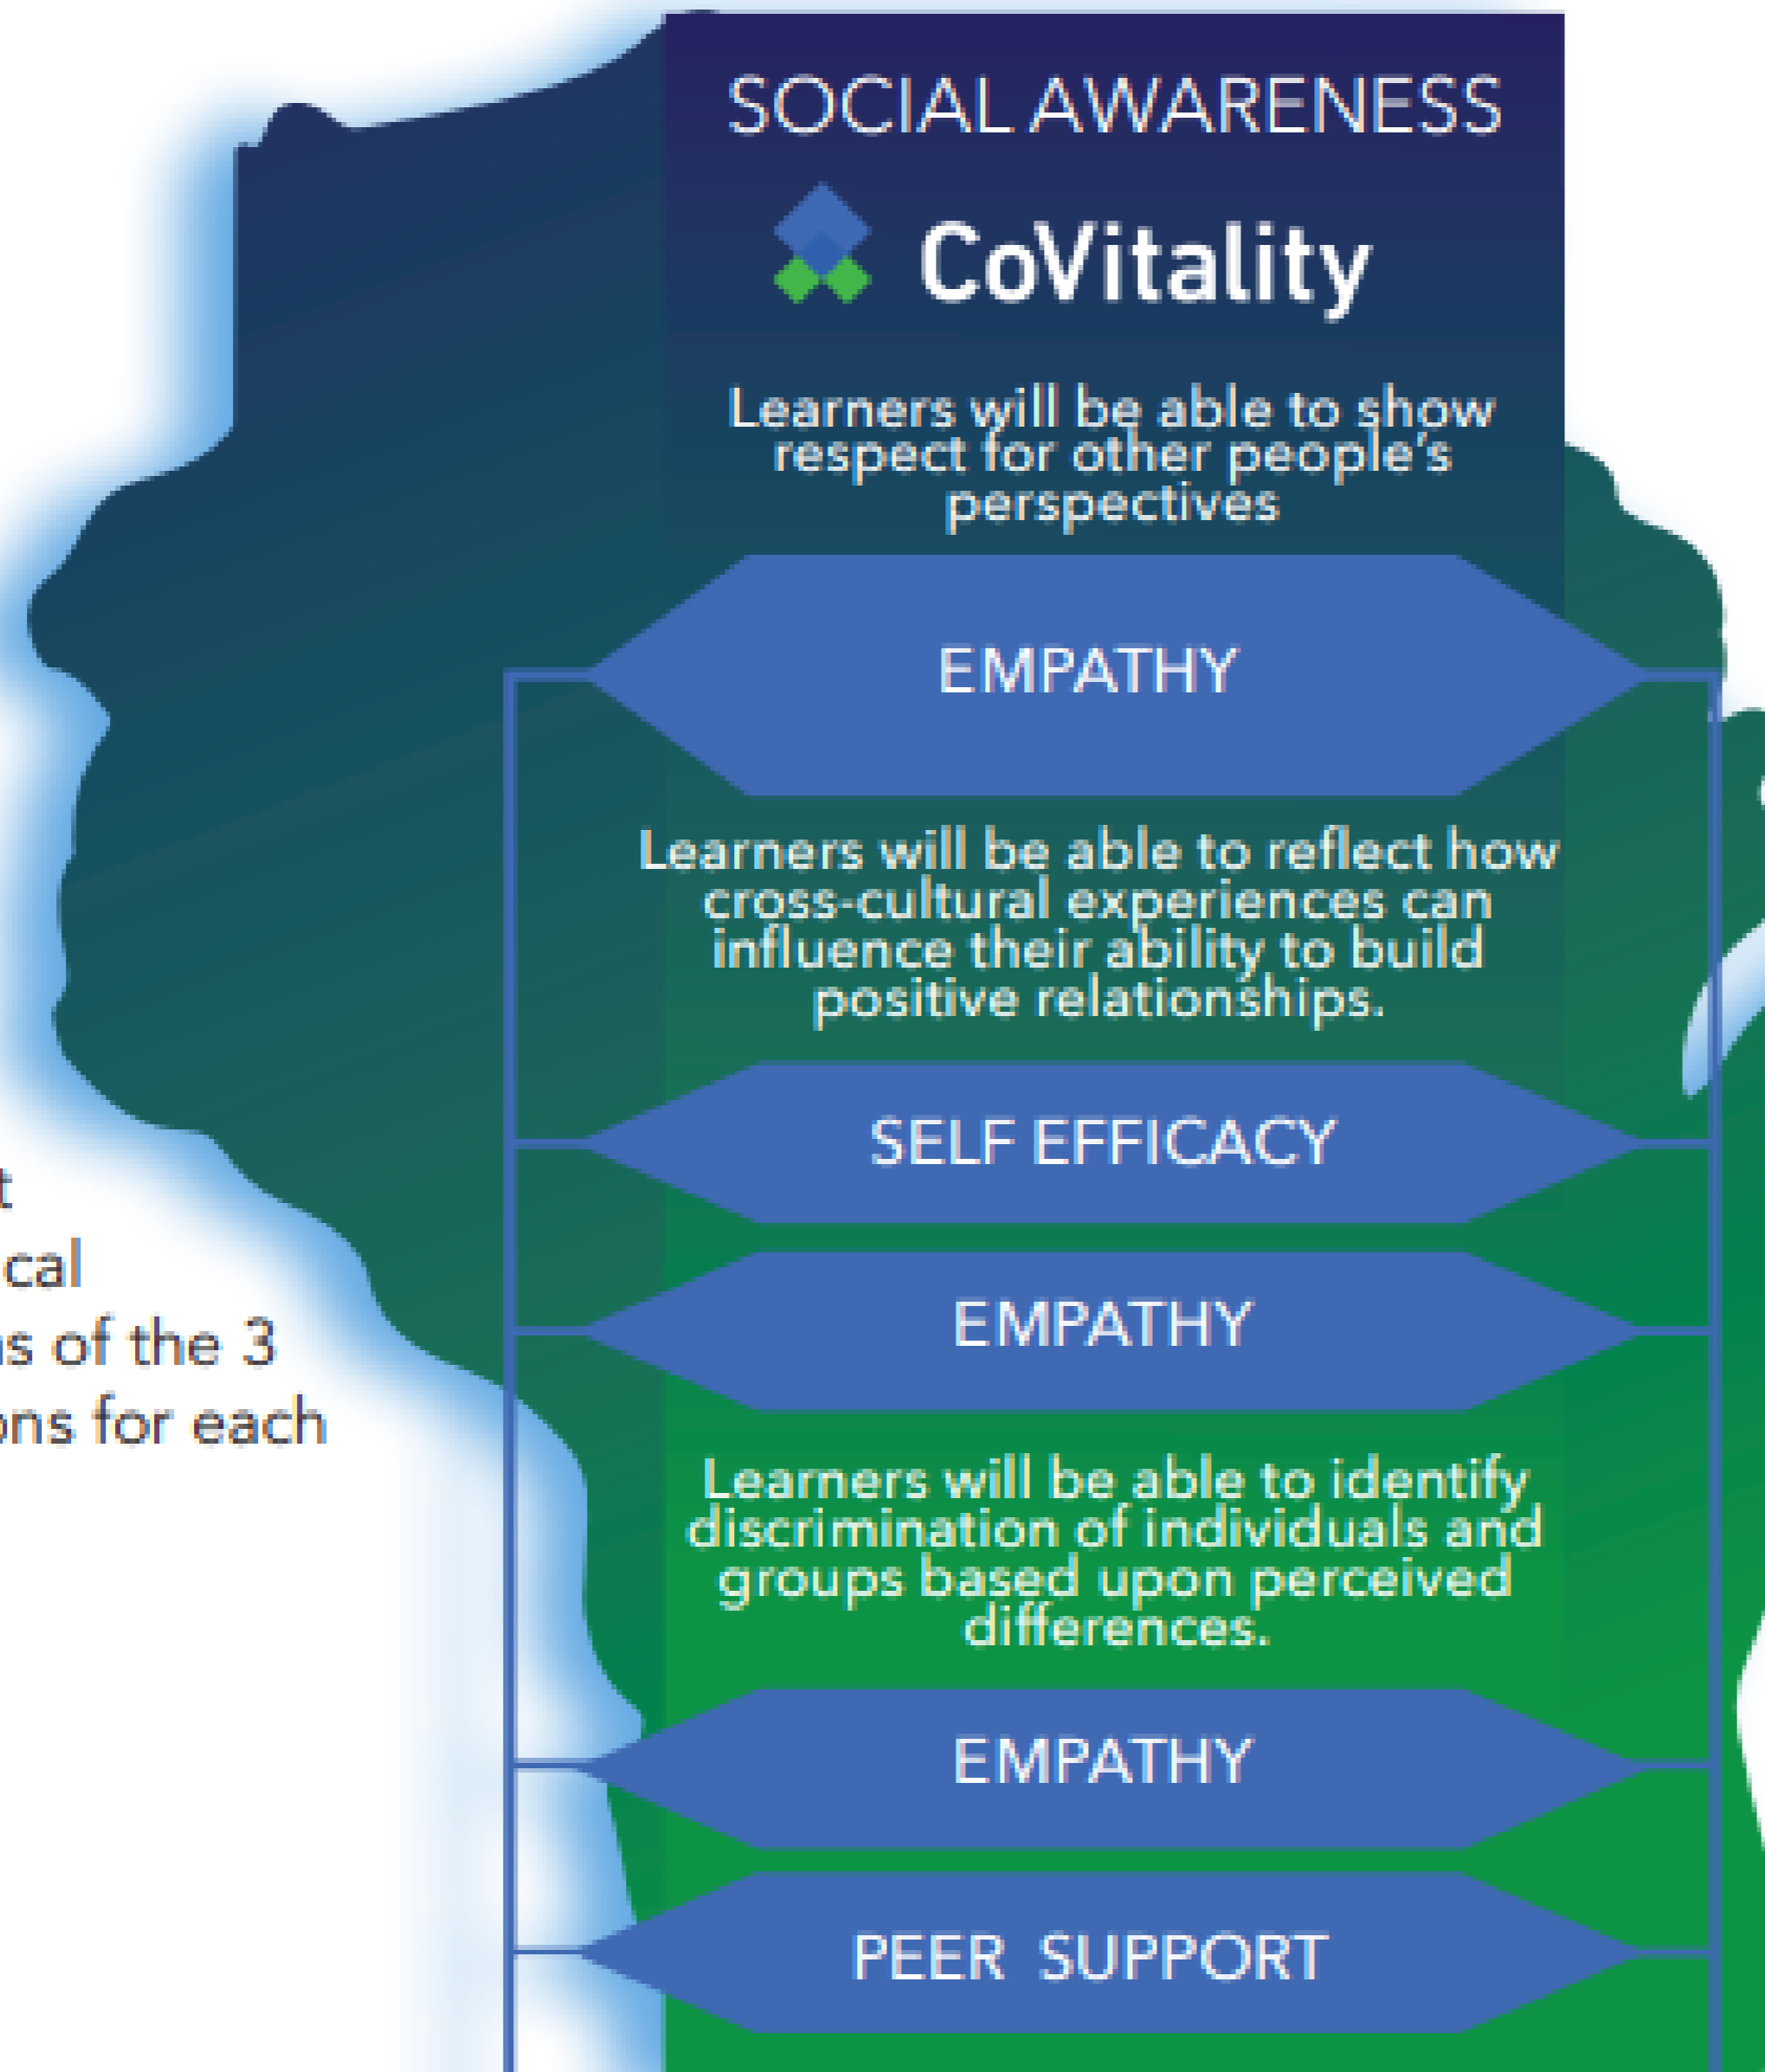 SOCIAL AWARENESS
CoVitality
Learners will be able to show
respect for other people's
perspectives
EMPATHY
Learners will be able to reflect how
cross-cultural experiences can
influence their ability to build
positive relationships.
SELF EFFICACY
EMPATHY
Learners will be able to identify
discrimination of individuals and
groups based upon perceived
differences.
EMPATHY
PEER SUPPORT
of the 3
for each